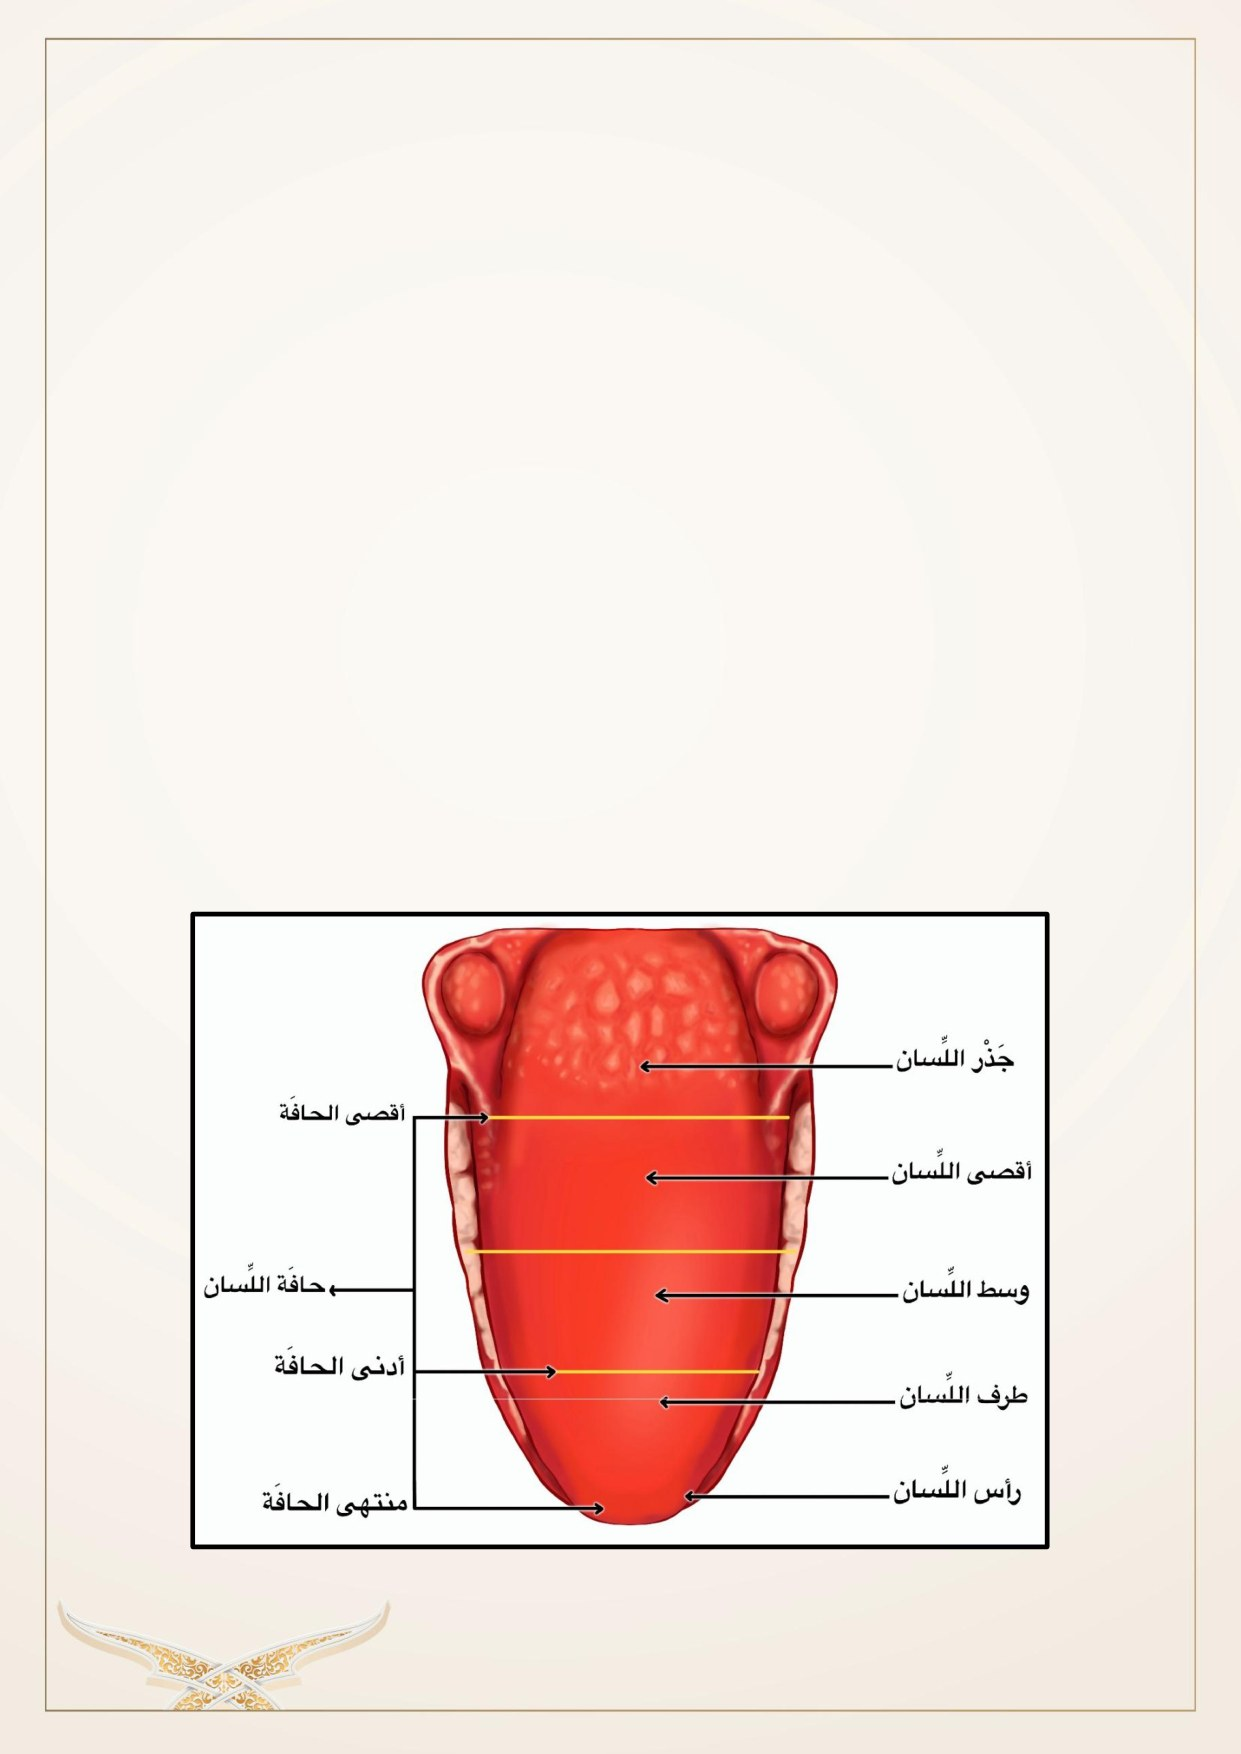 جَذْر اللِّسان
أقصى الحافَة
أقصى اللِّسان
حافَة اللِّسان
وسط اللِّسان
أدنى الحافَة
طرف اللِّسان
رأس اللِّسان
منتهى الحافَة